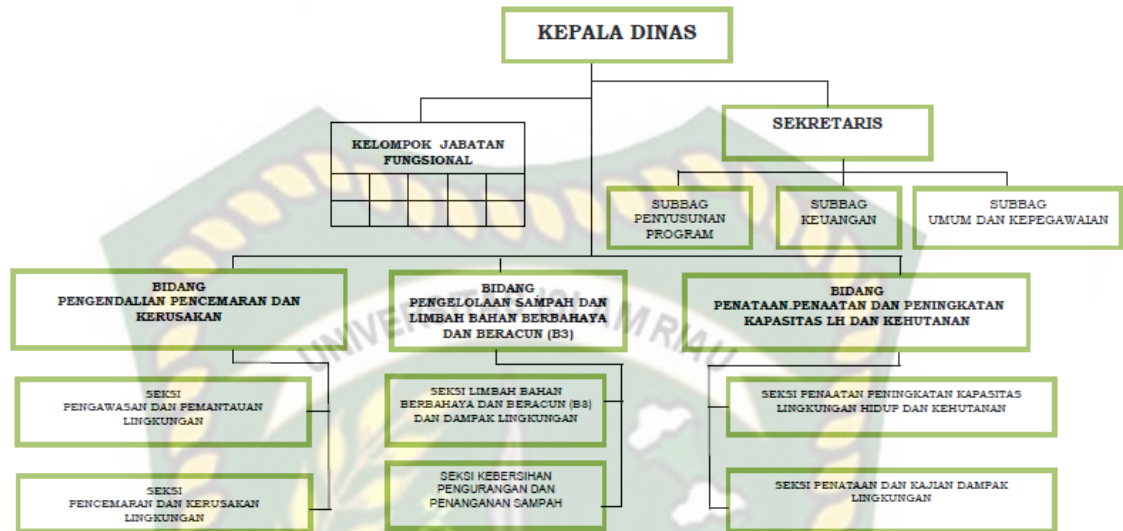 KEPALA DINAS
SEKRETARIS
KELOMPOK JABATAN
FUNGSIONAL
SUBBAG
PENYUSUNAN
PROGRAM
SUBBAG
KEUANGAN
SUBBAG
UMUM DAN KEPEGAWAIAN
BIDANG
PENGENDALIAN PENCEMARAN DAN
KERUSAKAN
BIDANG
PENGELOLAAN SAMPAH DAN
LIMBAH BAHAN BERBAHAYA
DAN BERACUN (B3)
BIDANG
PENATAAN.PENAATAN DAN PENINGKATAN
KAPASITAS LH DAN KEHUTANAN
UNIVERSITAS ISLAM RIAU
SEKSI
PENGAWASAN DAN PEMANTAUAN
LINGKUNGAN
SEKSI LIMBAH BAHAN
BERBAHAYA DAN BERACUN (B3)
DAN DAMPAK LINGKUNGAN
SEKSI PENAATAN PENINGKATAN KAPASITAS
LINGKUNGAN HIDUP DAN KEHUTANAN
SEKSI
PENCEMARAN DAN KERUSAKAN
LINGKUNGAN
SEKSI KEBERSIHAN
PENGURANGAN DAN
PENANGANAN SAMPAH
SEKSI PENATAAN DAN KAJIAN DAMPAK
LINGKUNGAN